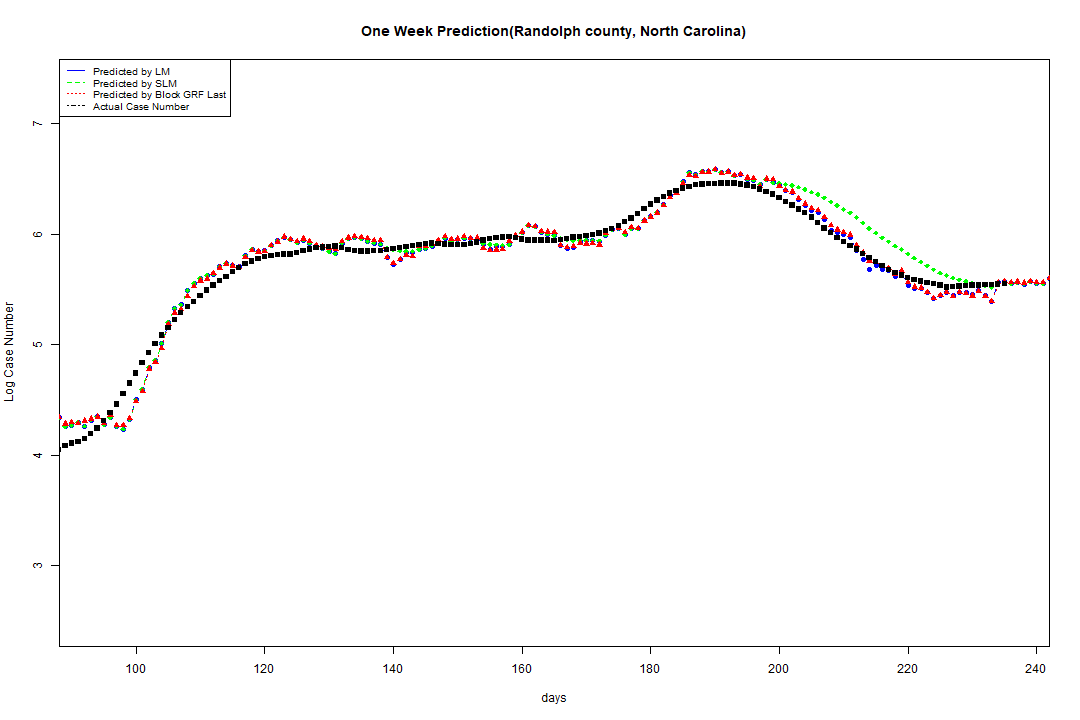 One Week Prediction(Randolph county, North Carolina)
Predicted by LM
Predicted by SLM
Predicted by Block GRF Last
Actual Case Number
7
6
5
4
3
Log Case Number
100 120 140 160 180 200 220 240
days